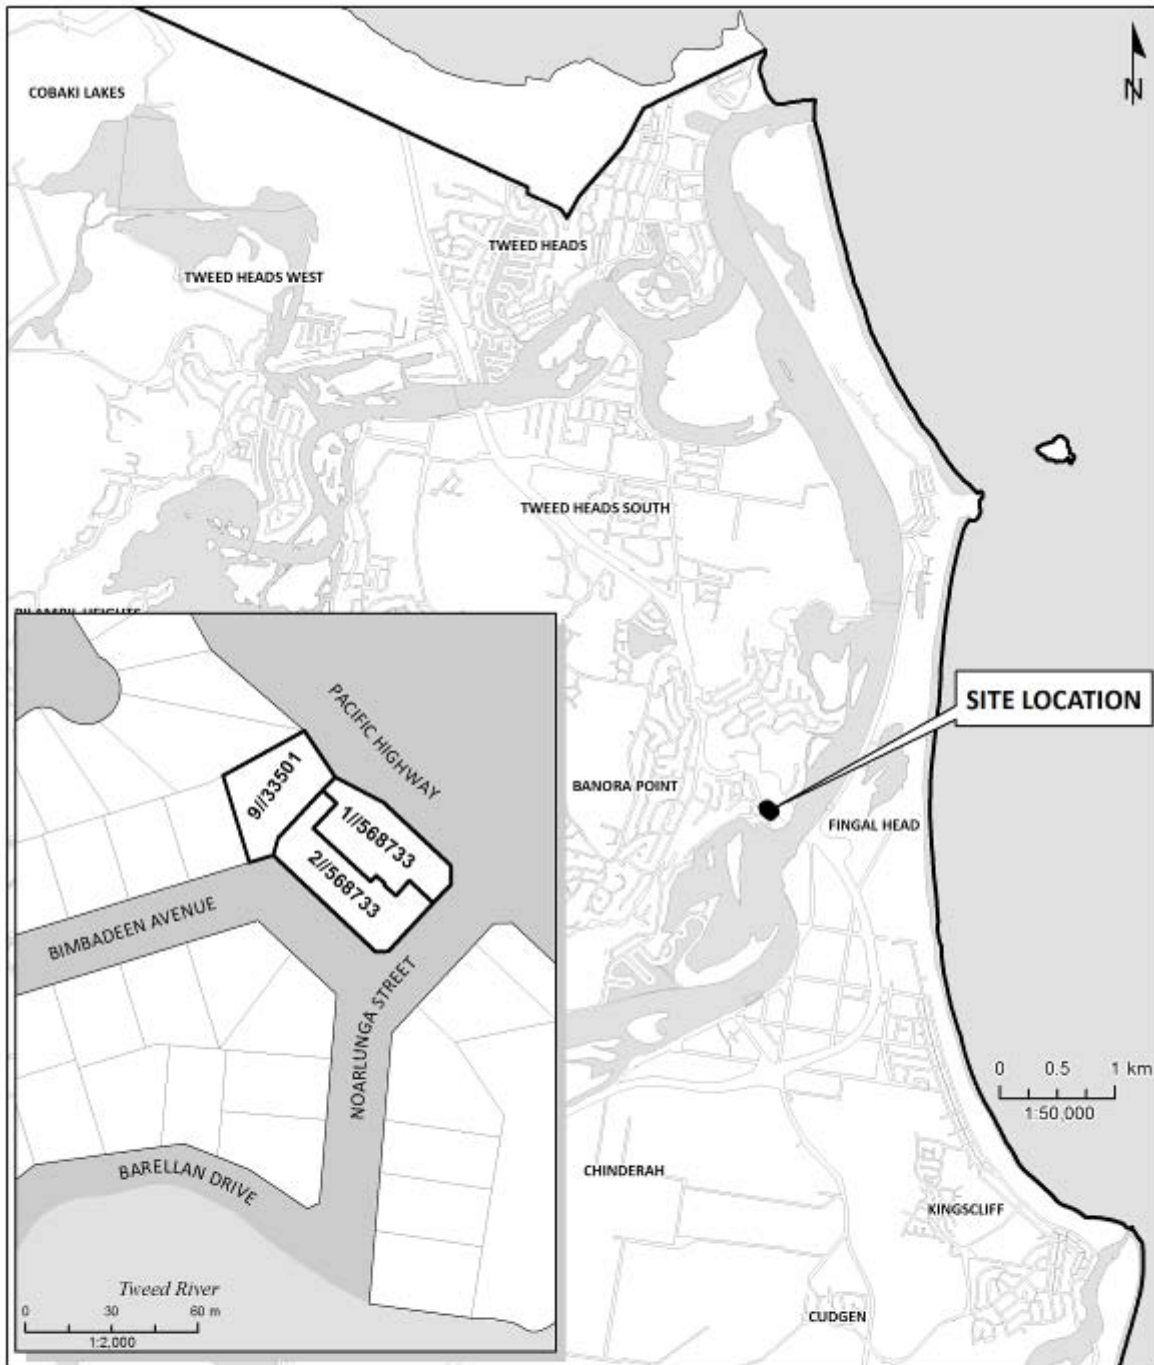 N
COBAKI LAKES
TWEED HEADS
TWEED HEADS WEST
TWEED HEADS SOUTH
SITE LOCATION
BANORA POINT
FINGAL HEAD
0 0.5 1 km
1:50,000
CHINDERAH
KINGSCLIFF
CUDGEN
PACIFIC HIGHWAY
9//33501
1//568733
2//568733
BIMBADEEN AVENUE
NOARLUNGA STREET
BARELLAN DRIVE
Tweed River
0 30 60 m
1:2,000